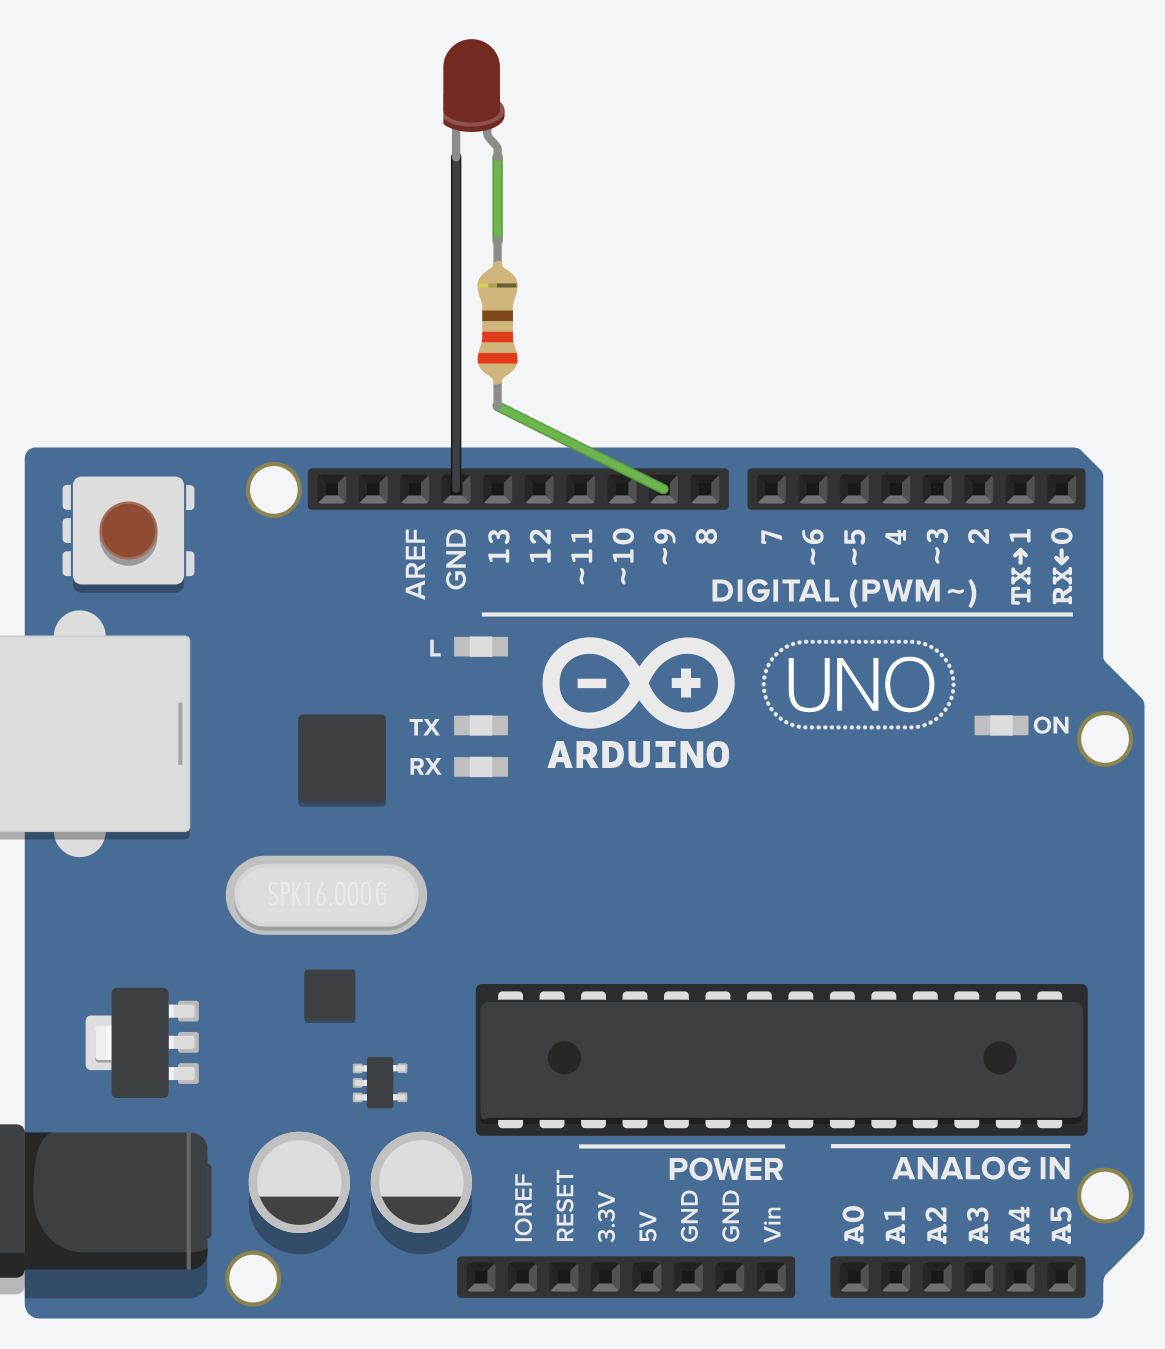 AREF
GND
13
12
~11
~10
~9
8
7
~6
~5
4
~3
2
TX→1
RX←0
DIGITAL (PWM~)
L
TX
RX
ARDUINO
UNO
ON
SPK16.000G
POWER
ANALOG IN
IOREF
RESET
3.3V
5V
GND
GND
Vin
A0
A1
A2
A3
A4
A5